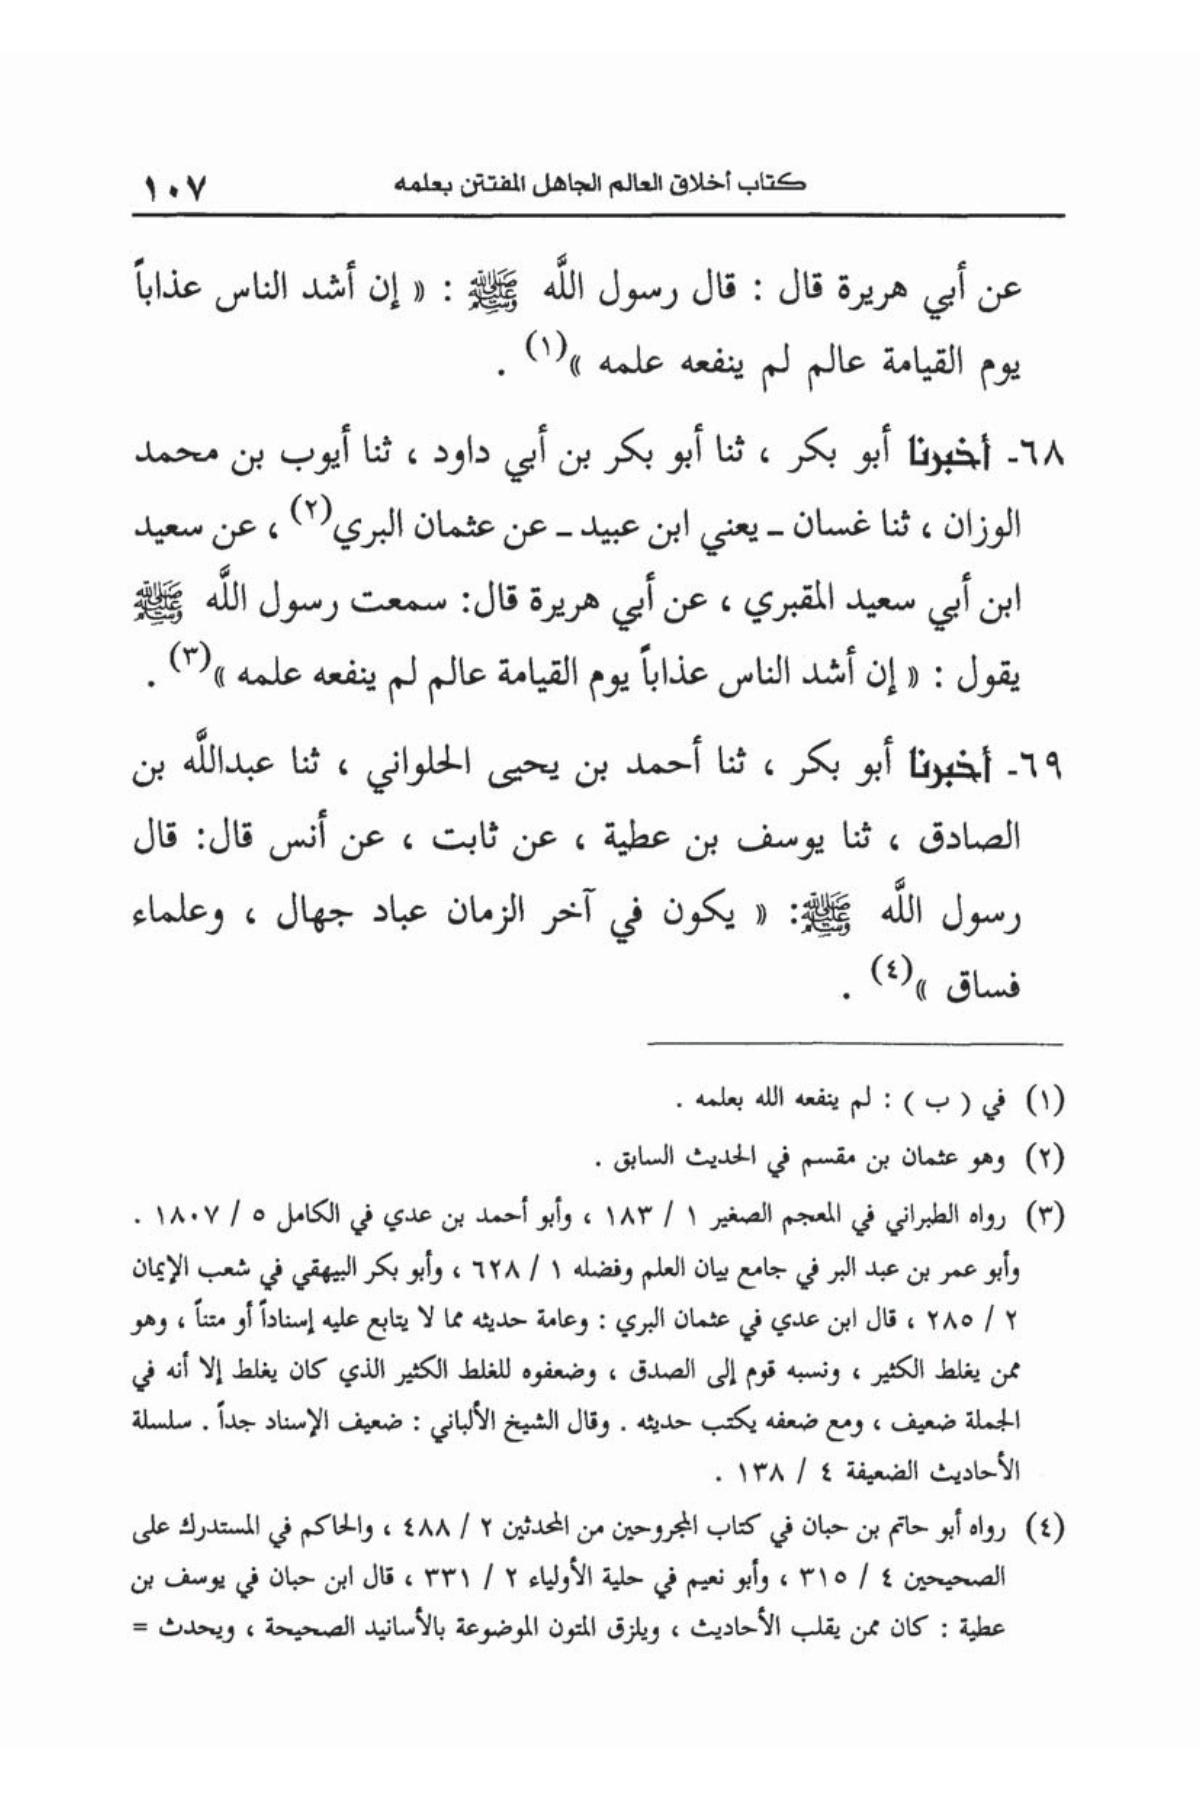 كتاب أخلاق العالم الجاهل المفتتن بعلمه ١٠٧
عن أبي هريرة قال : قال رسول اللَّه ﷺ : « إن أشد الناس عذاباً
يوم القيامة عالم لم ينفعه علمه »(١) .
٦٨- أخبرنا أبو بكر ، ثنا أبو بكر بن أبي داود ، ثنا أيوب بن محمد
الوزان ، ثنا غسان ـ يعني ابن عبيد ـ عن عثمان البري(٢) ، عن سعيد
ابن أبي سعيد المقبري ، عن أبي هريرة قال: سمعت رسول اللَّه ﷺ
يقول : « إن أشد الناس عذاباً يوم القيامة عالم لم ينفعه علمه »(٣) .
٦٩- أخبرنا أبو بكر ، ثنا أحمد بن يحيى الحلواني ، ثنا عبداللَّه بن
الصادق ، ثنا يوسف بن عطية ، عن ثابت ، عن أنس قال: قال
رسول اللَّه ﷺ: « يكون في آخر الزمان عباد جهال ، وعلماء
فساق »(٤) .
(١) في ( ب ) : لم ينفعه الله بعلمه .
(٢) وهو عثمان بن مقسم في الحديث السابق .
(٣) رواه الطبراني في المعجم الصغير ١ / ١٨٣ ، وأبو أحمد بن عدي في الكامل ٥ / ١٨٠٧ .
وأبو عمر بن عبد البر في جامع بيان العلم وفضله ١ / ٦٢٨ ، وأبو بكر البيهقي في شعب الإيمان
٢ / ٢٨٥ ، قال ابن عدي في عثمان البري : وعامة حديثه مما لا يتابع عليه إسناداً أو متناً ، وهو
ممن يغلط الكثير ، ونسبه قوم إلى الصدق ، وضعفوه للغلط الكثير الذي كان يغلط إلا أنه في
الجملة ضعيف ، ومع ضعفه يكتب حديثه . وقال الشيخ الألباني : ضعيف الإسناد جداً . سلسلة
الأحاديث الضعيفة ٤ / ١٣٨ .
(٤) رواه أبو حاتم بن حبان في كتاب المجروحين من المحدثين ٢ / ٤٨٨ ، والحاكم في المستدرك على
الصحيحين ٤ / ٣١٥ ، وأبو نعيم في حلية الأولياء ٢ / ٣٣١ ، قال ابن حبان في يوسف بن
عطية : كان ممن يقلب الأحاديث ، ويلزق المتون الموضوعة بالأسانيد الصحيحة ، ويحدث =